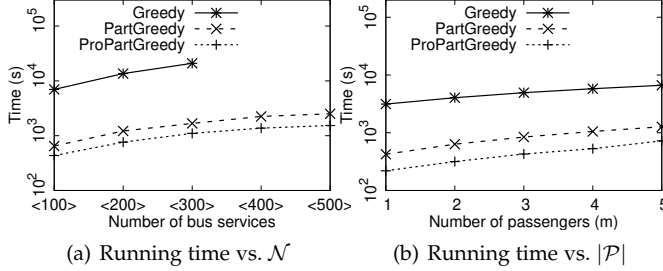 Greedy
PartGreedy
ProPartGreedy
Time (s)
10^5
10^4
10^3
10^2
<100> <200> <300> <400> <500>
Number of bus services
(a) Running time vs. 𝒩
Greedy
PartGreedy
ProPartGreedy
Time (s)
10^5
10^4
10^3
10^2
1 2 3 4 5
Number of passengers (m)
(b) Running time vs. |𝒫|